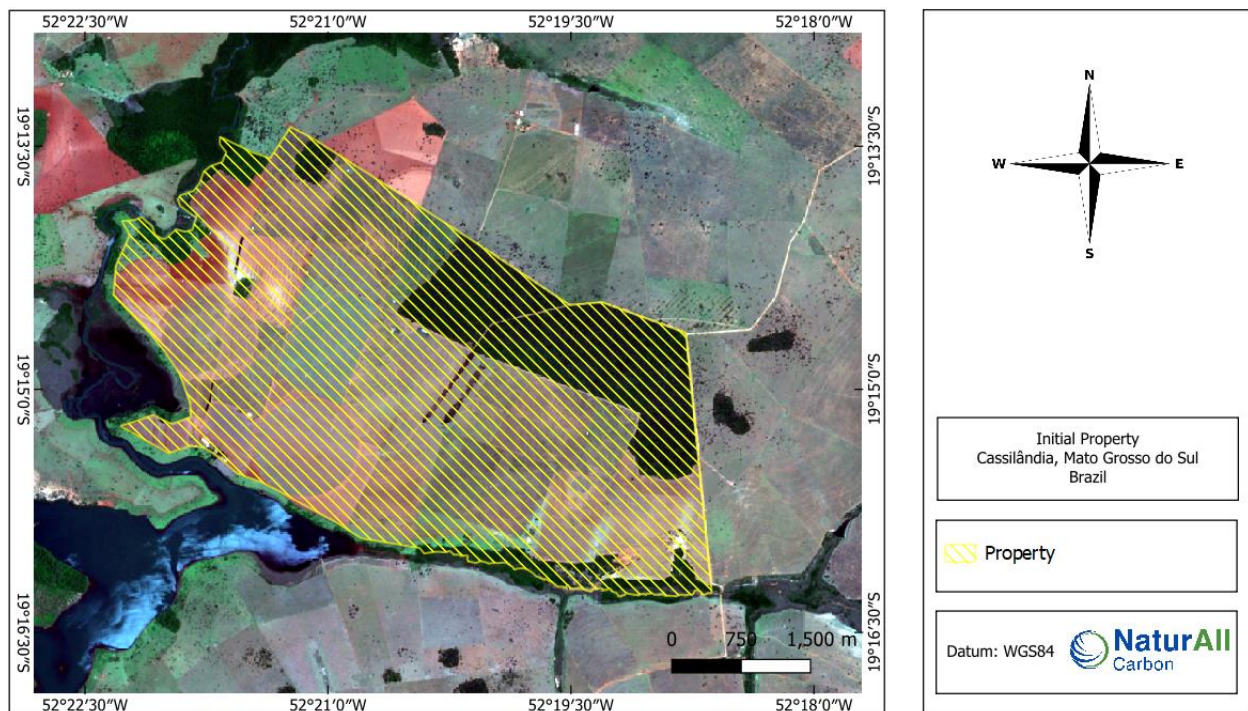 52°22'30"W 52°21'0"W 52°19'30"W 52°18'0"W
19°13'30"S
19°15'0"S
19°16'30"S
19°13'30"S
19°15'0"S
19°16'30"S
0 750 1,500 m
52°22'30"W 52°21'0"W 52°19'30"W 52°18'0"W
N
W E
S
Initial Property
Cassilândia, Mato Grosso do Sul
Brazil
Property
Datum: WGS84
NaturAll
Carbon